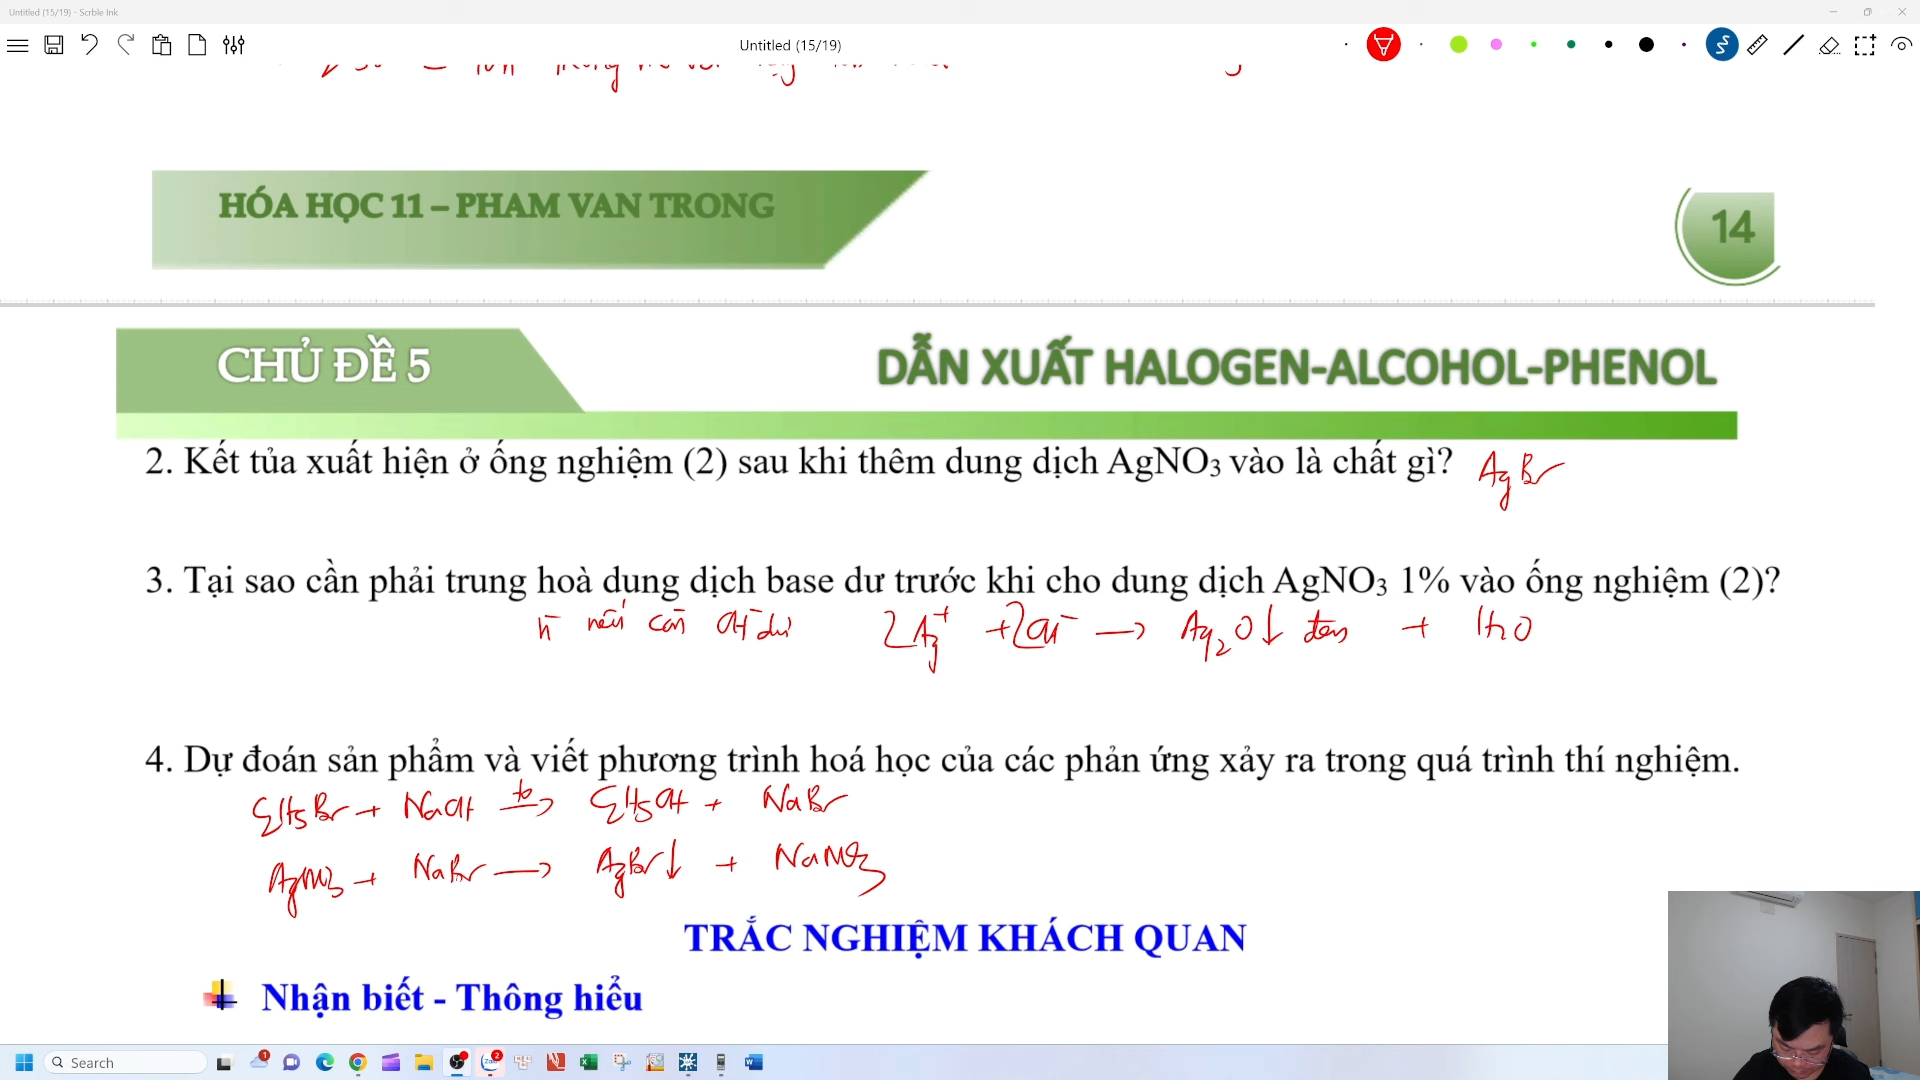 Untitled (15/19) - Scrble Ink
Untitled (15/19)
HÓA HỌC 11 – PHAM VAN TRONG
14
CHỦ ĐỀ 5
DẪN XUẤT HALOGEN-ALCOHOL-PHENOL
2. Kết tủa xuất hiện ở ống nghiệm (2) sau khi thêm dung dịch AgNO₃ vào là chất gì? AgBr
3. Tại sao cần phải trung hoà dung dịch base dư trước khi cho dung dịch AgNO₃ 1% vào ống nghiệm (2)?
nếu còn OH⁻ dư 2Ag⁺ + 2OH⁻ → Ag₂O↓ đen + H₂O
4. Dự đoán sản phẩm và viết phương trình hoá học của các phản ứng xảy ra trong quá trình thí nghiệm.
C₂H₅Br + NaOH →(t°) C₂H₅OH + NaBr
AgNO₃ + NaBr → AgBr↓ + NaNO₃
TRẮC NGHIỆM KHÁCH QUAN
Nhận biết - Thông hiểu
Search